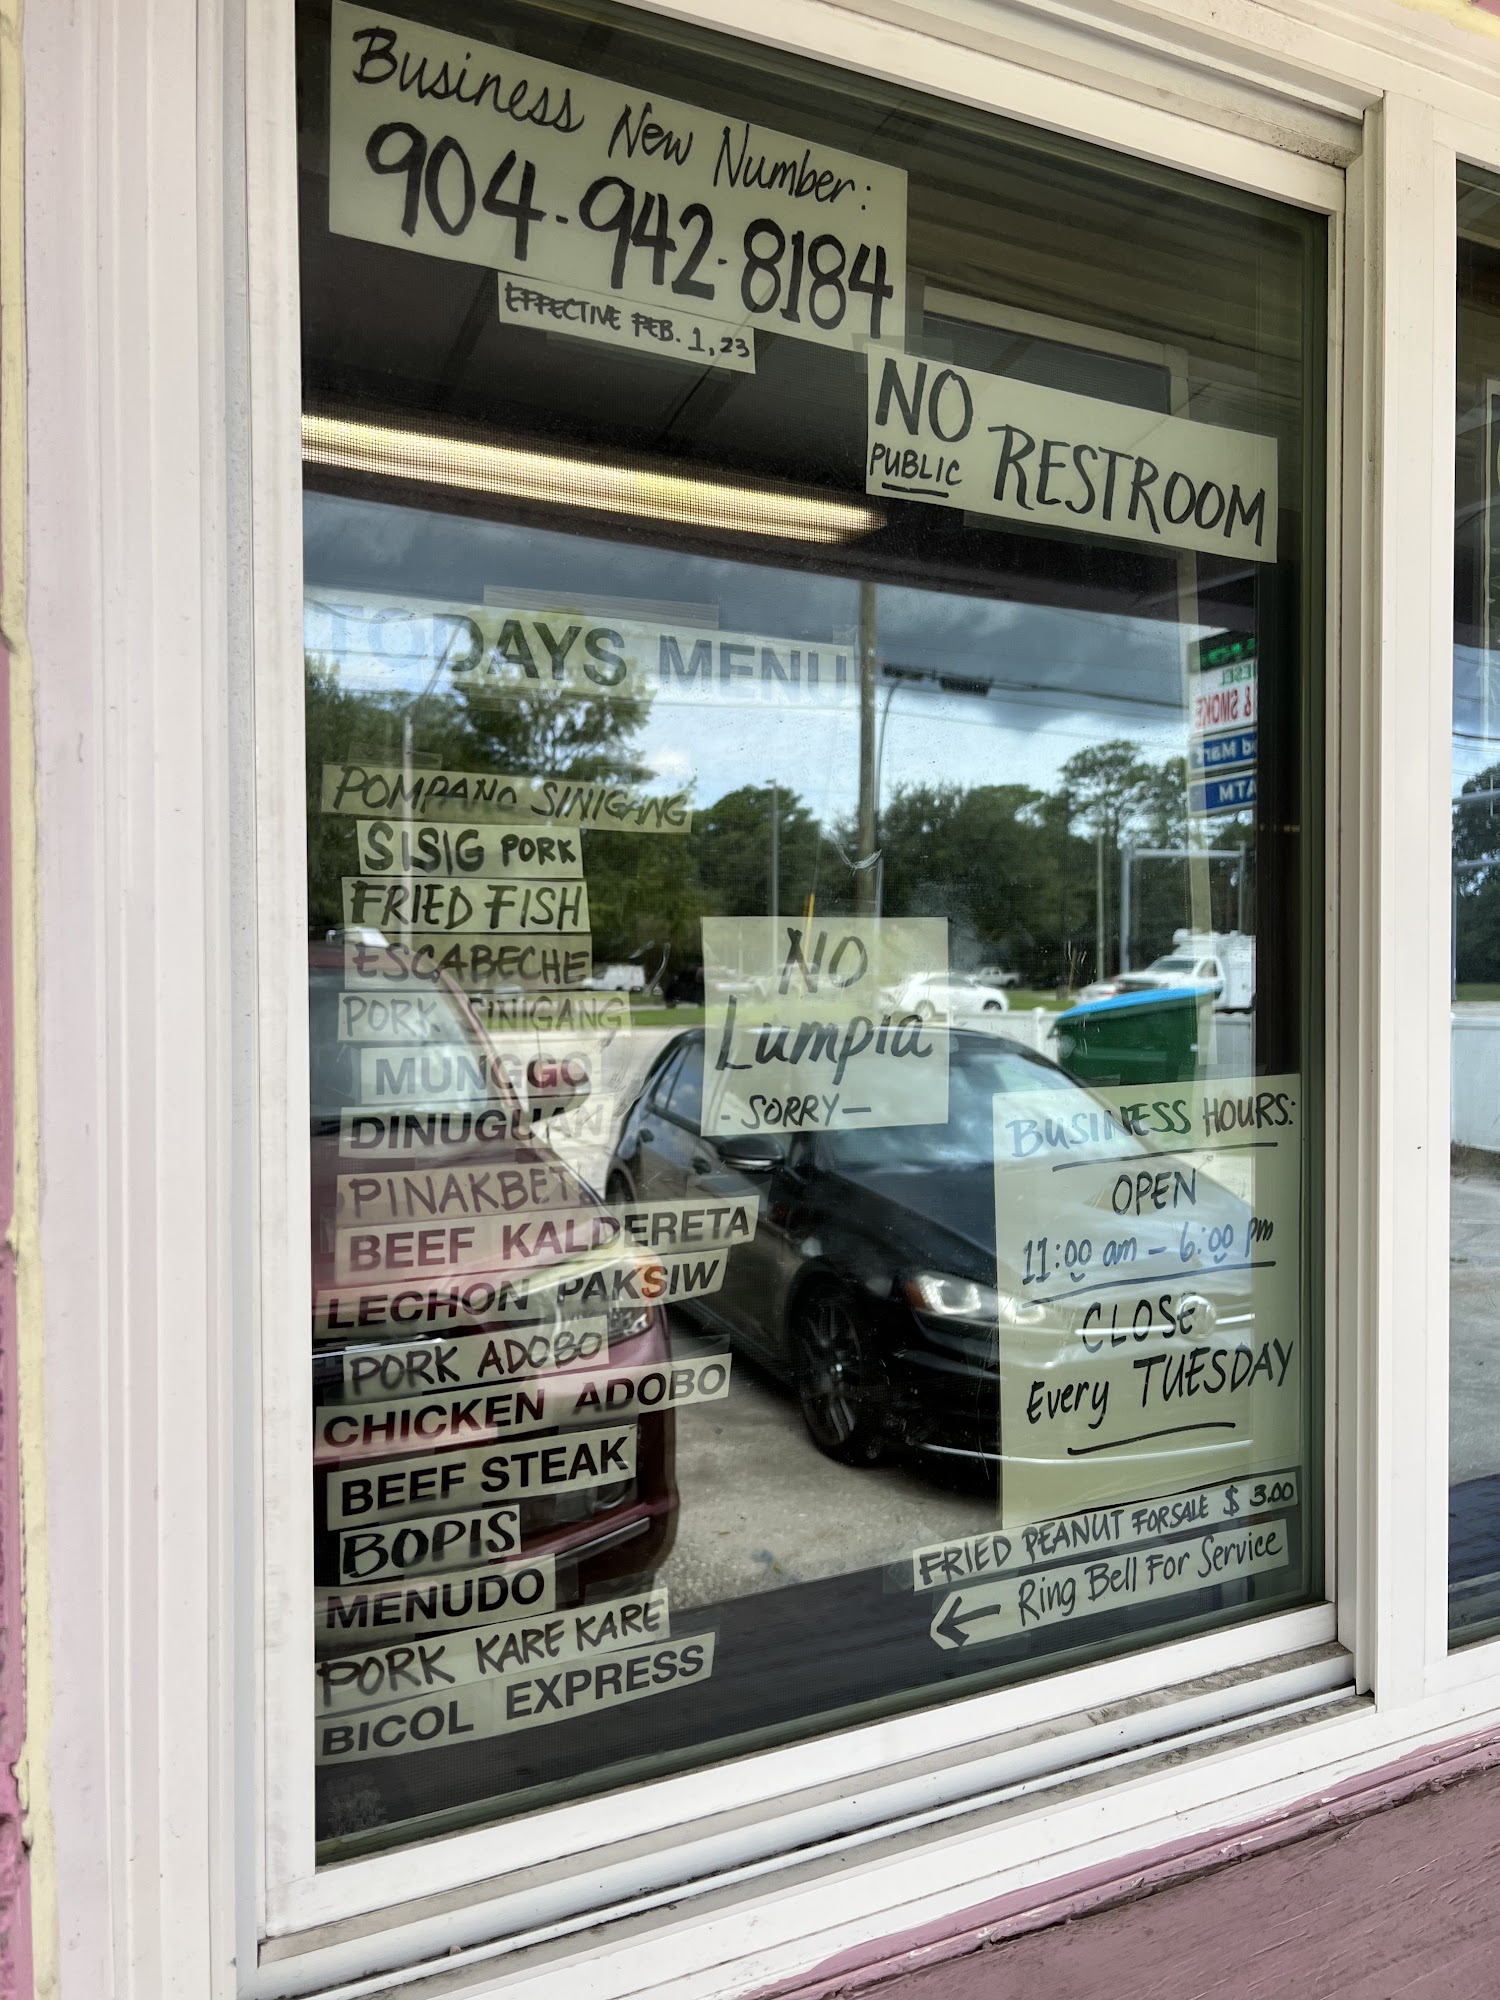 Business New Number:
904-942-8184
EFFECTIVE FEB. 1, 23
NO
PUBLIC
RESTROOM
TODAYS MENU
POMPANO SINIGANG
SISIG PORK
FRIED FISH
ESCABECHE
PORK SINIGANG
MUNGGO
DINUGUAN
PINAKBET
BEEF KALDERETA
LECHON PAKSIW
PORK ADOBO
CHICKEN ADOBO
BEEF STEAK
BOPIS
MENUDO
PORK KARE KARE
BICOL EXPRESS
NO
Lumpia
- SORRY -
BUSINESS HOURS:
OPEN
11:00 am - 6:00 pm
CLOSE
Every TUESDAY
FRIED PEANUT FOR SALE $ 3.00
← Ring Bell For Service
& SMOKE